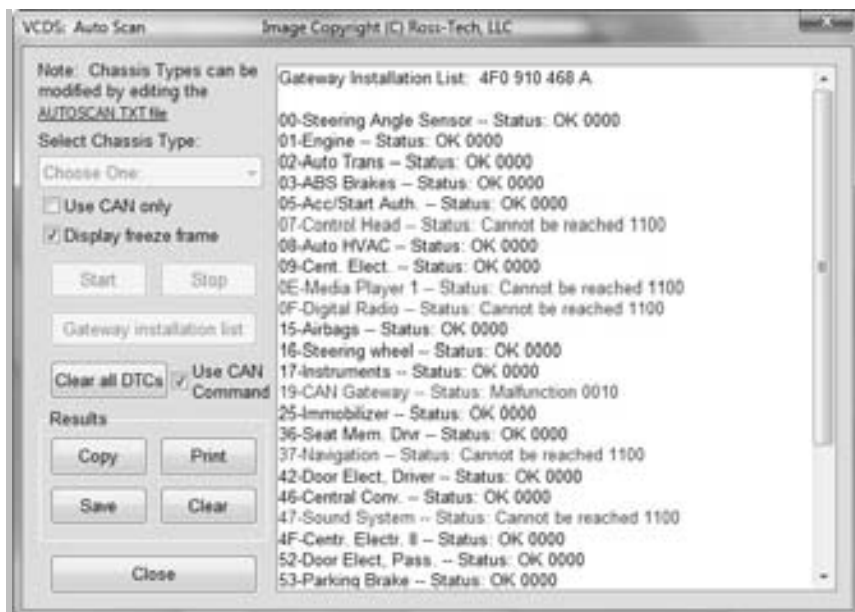 VCDS: Auto Scan
Image Copyright (C) Ross-Tech, LLC
Note: Chassis Types can be
modified by editing the
AUTOSCAN.TXT file
Select Chassis Type:
Choose One:
Use CAN only
Display freeze frame
Start
Stop
Gateway installation list
Clear all DTCs
Use CAN
Command
Results
Copy
Print
Save
Clear
Close
Gateway Installation List: 4F0 910 468 A
00-Steering Angle Sensor -- Status: OK 0000
01-Engine -- Status: OK 0000
02-Auto Trans -- Status: OK 0000
03-ABS Brakes -- Status: OK 0000
05-Acc/Start Auth. -- Status: OK 0000
07-Control Head -- Status: Cannot be reached 1100
08-Auto HVAC -- Status: OK 0000
09-Cent. Elect. -- Status: OK 0000
0E-Media Player 1 -- Status: Cannot be reached 1100
0F-Digital Radio -- Status: Cannot be reached 1100
15-Airbags -- Status: OK 0000
16-Steering wheel -- Status: OK 0000
17-Instruments -- Status: OK 0000
19-CAN Gateway -- Status: Malfunction 0010
25-Immobilizer -- Status: OK 0000
36-Seat Mem. Drvr -- Status: OK 0000
37-Navigation -- Status: Cannot be reached 1100
42-Door Elect, Driver -- Status: OK 0000
46-Central Conv. -- Status: OK 0000
47-Sound System -- Status: Cannot be reached 1100
4F-Centr. Electr. II -- Status: OK 0000
52-Door Elect, Pass. -- Status: OK 0000
53-Parking Brake -- Status: OK 0000